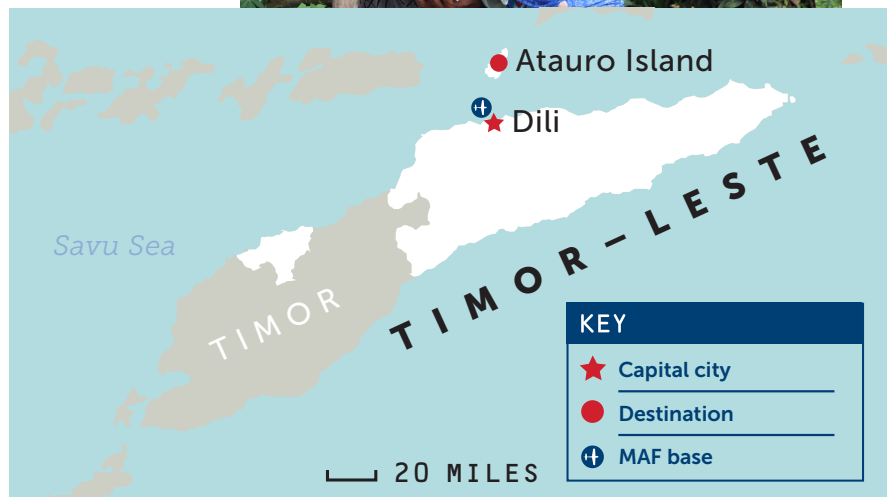 Atauro Island
Dili
TIMOR-LESTE
Savu Sea
TIMOR
KEY
Capital city
Destination
MAF base
20 MILES